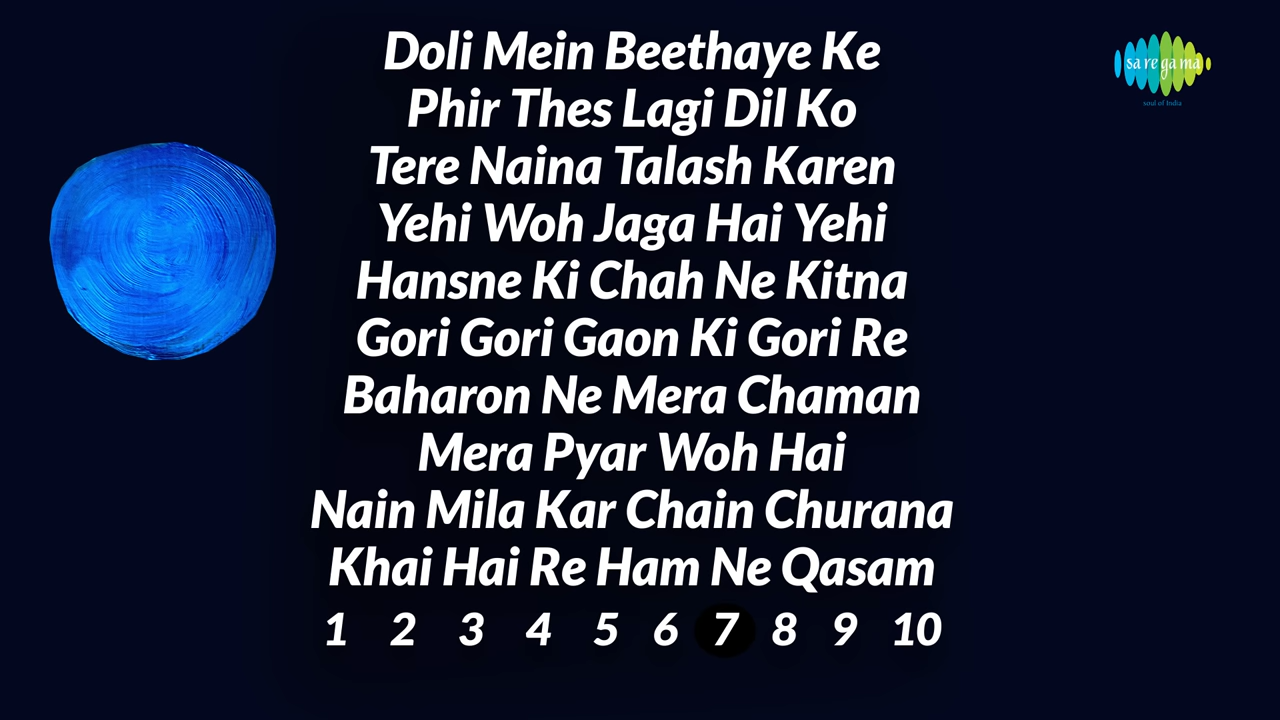 Doli Mein Beethaye Ke
Phir Thes Lagi Dil Ko
Tere Naina Talash Karen
Yehi Woh Jaga Hai Yehi
Hansne Ki Chah Ne Kitna
Gori Gori Gaon Ki Gori Re
Baharon Ne Mera Chaman
Mera Pyar Woh Hai
Nain Mila Kar Chain Churana
Khai Hai Re Ham Ne Qasam
1 2 3 4 5 6 7 8 9 10
sa re ga ma
soul of India